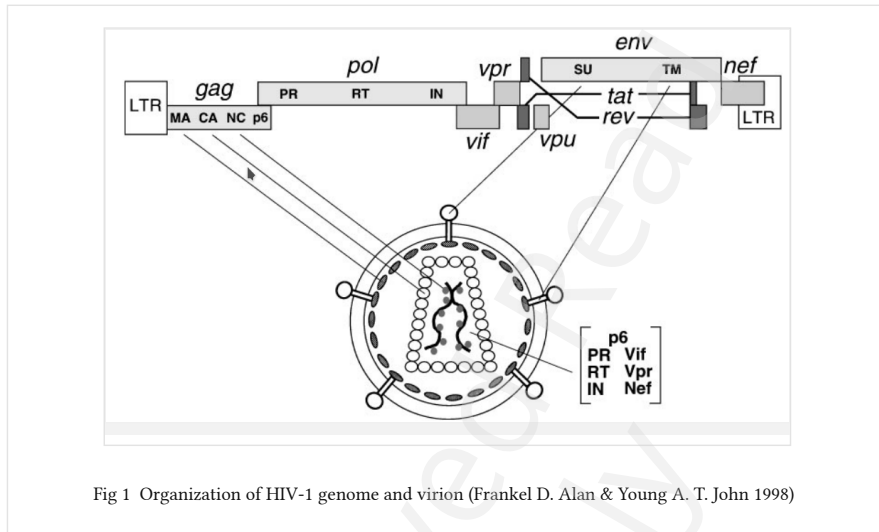 env
pol
vpr
nef
gag
SU
TM
PR
RT
IN
LTR
tat
MA
CA
NC
p6
rev
LTR
vif
vpu
p6
PR Vif
RT Vpr
IN Nef
Fig 1 Organization of HIV-1 genome and virion (Frankel D. Alan & Young A. T. John 1998)